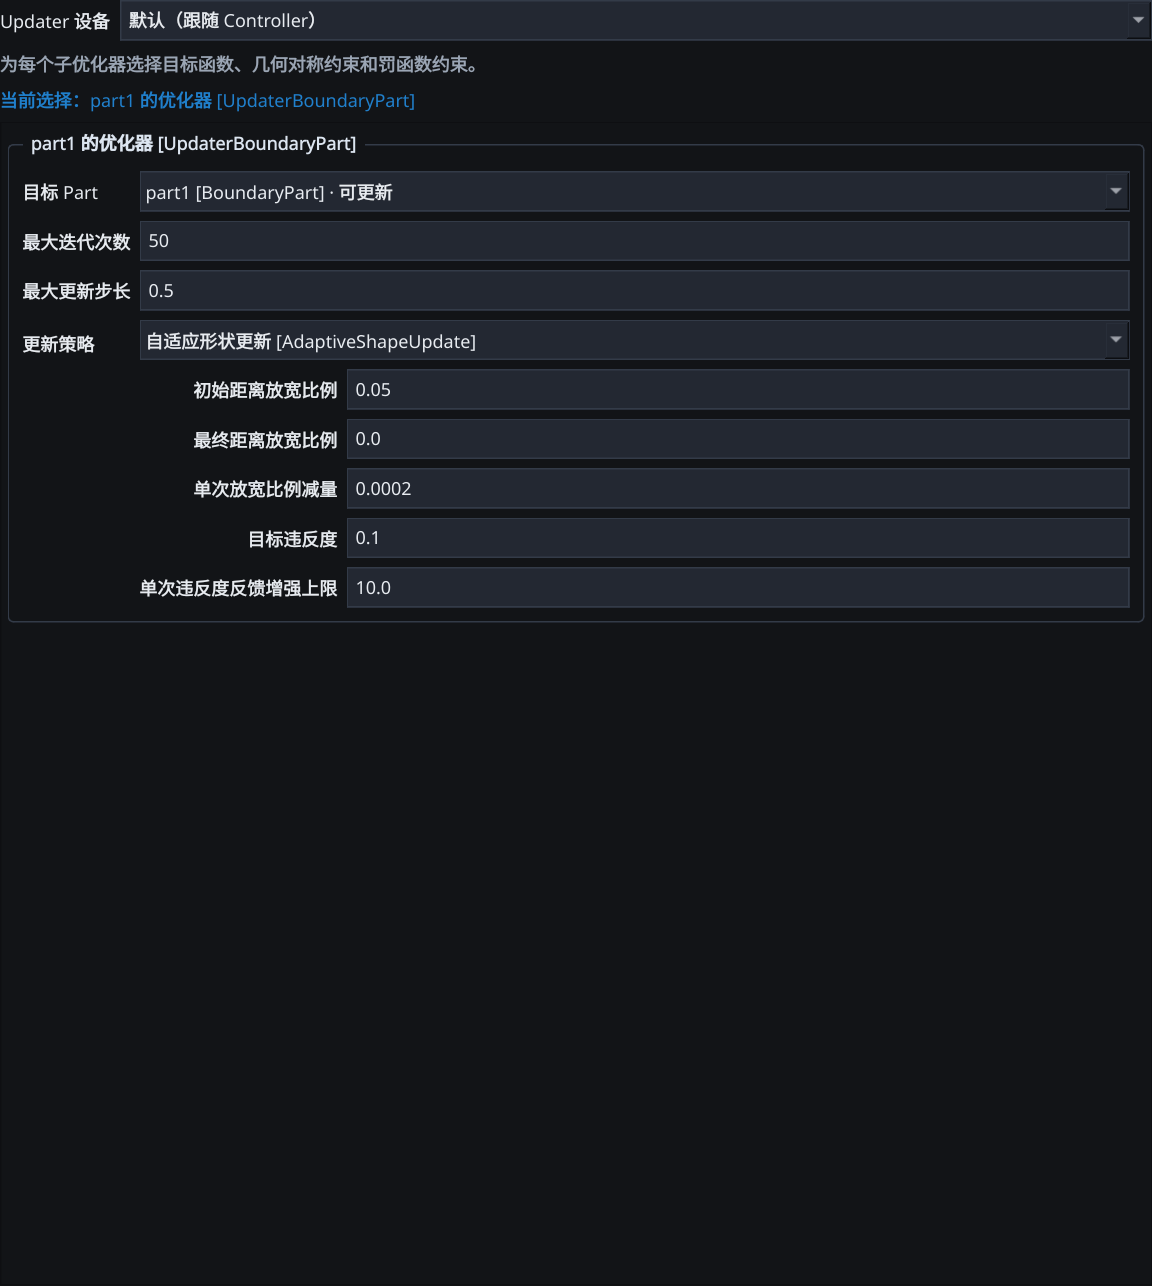 Updater 设备 默认（跟随 Controller）
为每个子优化器选择目标函数、几何对称约束和罚函数约束。
当前选择：part1 的优化器 [UpdaterBoundaryPart]
part1 的优化器 [UpdaterBoundaryPart]
目标 Part part1 [BoundaryPart] · 可更新
最大迭代次数 50
最大更新步长 0.5
更新策略 自适应形状更新 [AdaptiveShapeUpdate]
初始距离放宽比例 0.05
最终距离放宽比例 0.0
单次放宽比例减量 0.0002
目标违反度 0.1
单次违反度反馈增强上限 10.0